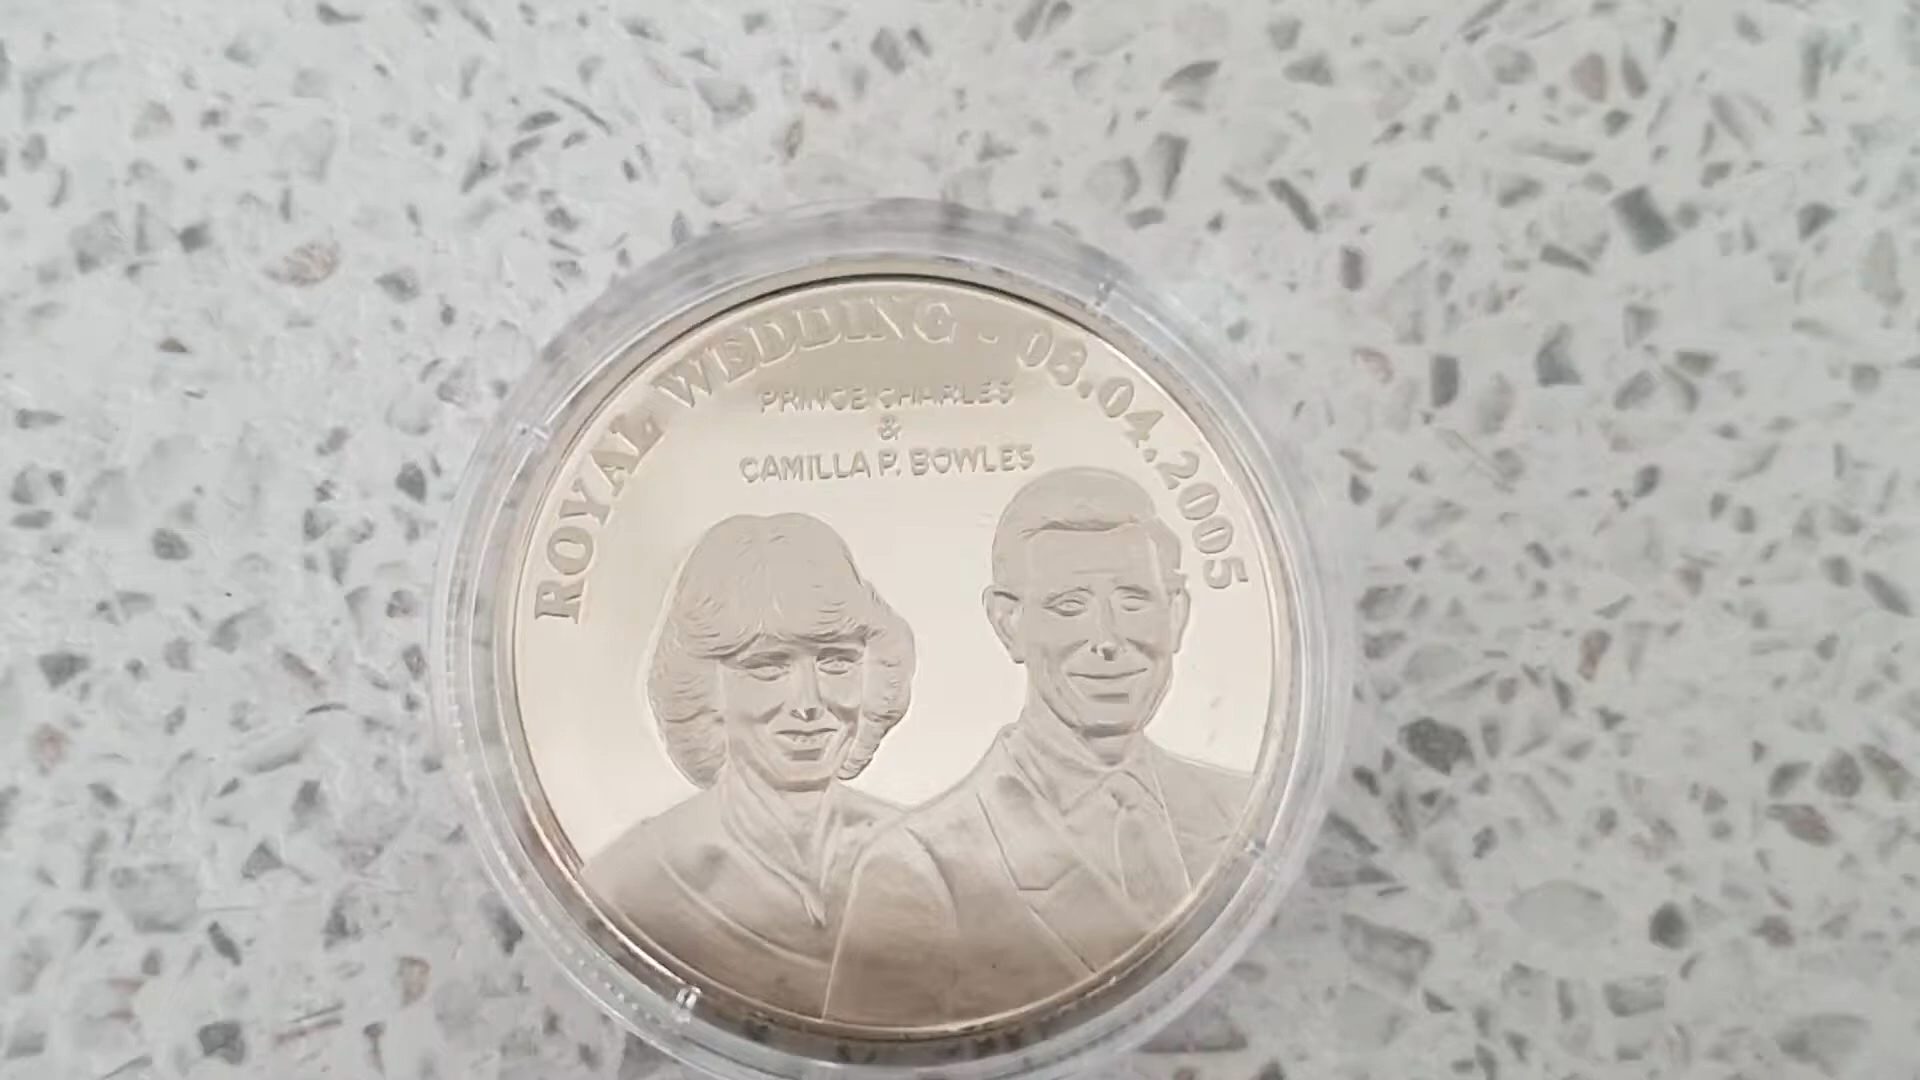 ROYAL WEDDING - 08.04.2005
PRINCE CHARLES
&
CAMILLA P. BOWLES